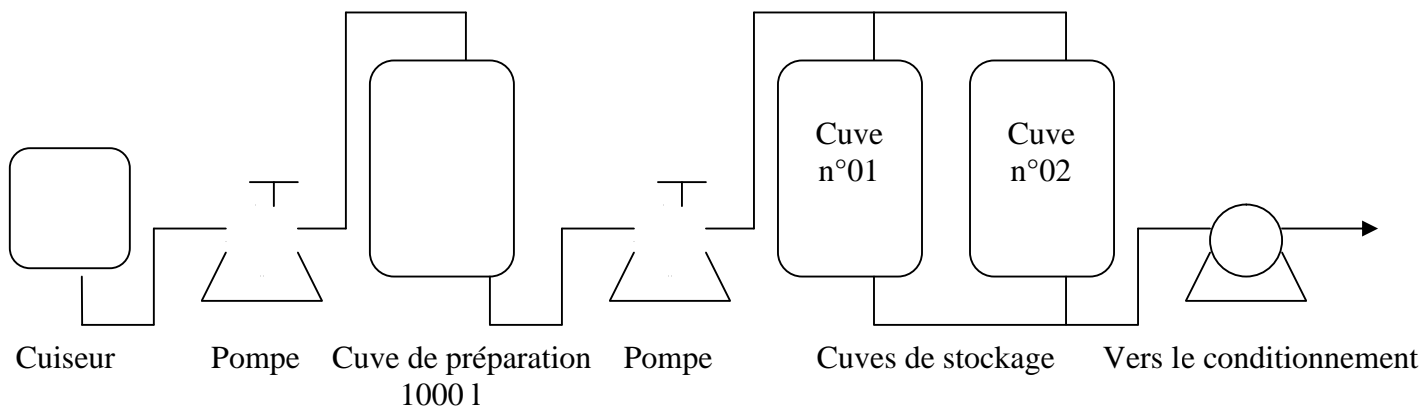 Cuve
n°01
Cuve
n°02
Cuiseur
Pompe
Cuve de préparation
1000 l
Pompe
Cuves de stockage
Vers le conditionnement